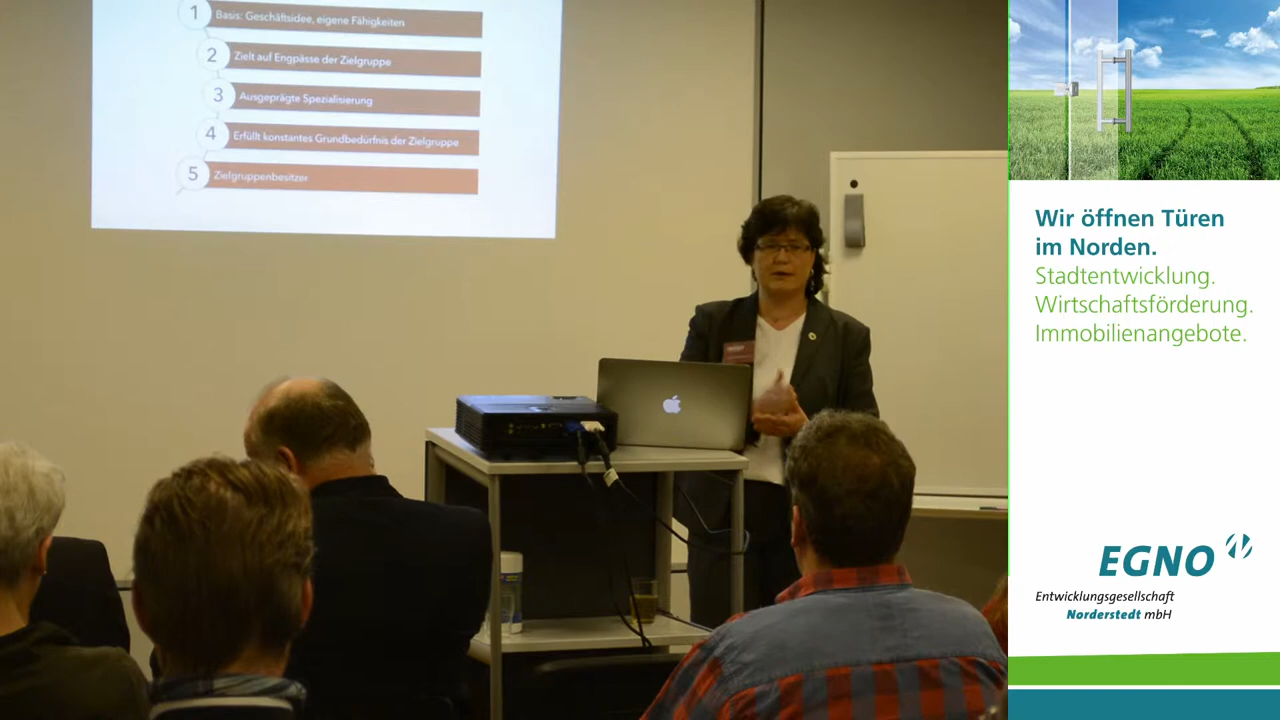 1 Basis: Geschäftsidee, eigene Fähigkeiten
2 Zielt auf Engpässe der Zielgruppe
3 Ausgeprägte Spezialisierung
4 Erfüllt konstantes Grundbedürfnis der Zielgruppe
5 Zielgruppenbesitzer
Wir öffnen Türen
im Norden.
Stadtentwicklung.
Wirtschaftsförderung.
Immobilienangebote.
EGNO
Entwicklungsgesellschaft
Norderstedt mbH